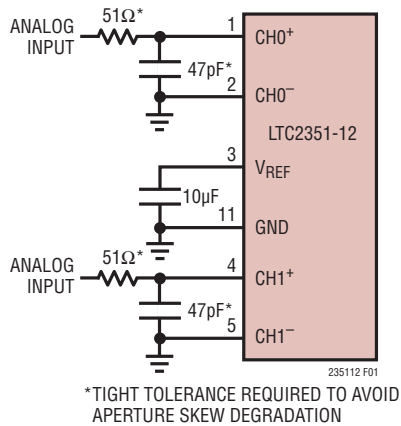 51Ω*
ANALOG
INPUT
1
CH0+
47pF*
2
CH0–
LTC2351-12
3
VREF
10µF
11
GND
51Ω*
ANALOG
INPUT
4
CH1+
47pF*
5
CH1–
235112 F01
*TIGHT TOLERANCE REQUIRED TO AVOID
APERTURE SKEW DEGRADATION